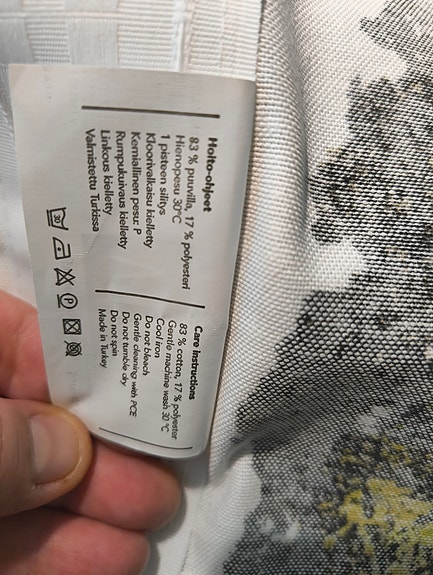 Hoito-ohjeet
83 % puuvilla, 17 % polyesteri
Hienopesu 30°C
1 pisteen silitys
Kloorivalkaisu kielletty
Kemiallinen pesu: P
Rumpukuivaus kielletty
Linkous kielletty
Valmistettu Turkissa
Care instructions
83 % cotton, 17 % polyester
Gentle machine wash 30 °C
Cool iron
Do not bleach
Gentle cleaning with PCE
Do not tumble dry
Do not spin
Made in Turkey
30
P